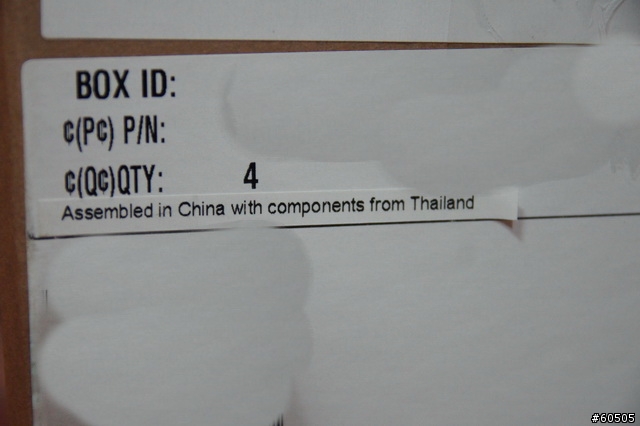 BOX ID:
¢(P¢) P/N:
¢(Q¢)QTY: 4
Assembled in China with components from Thailand
#60505